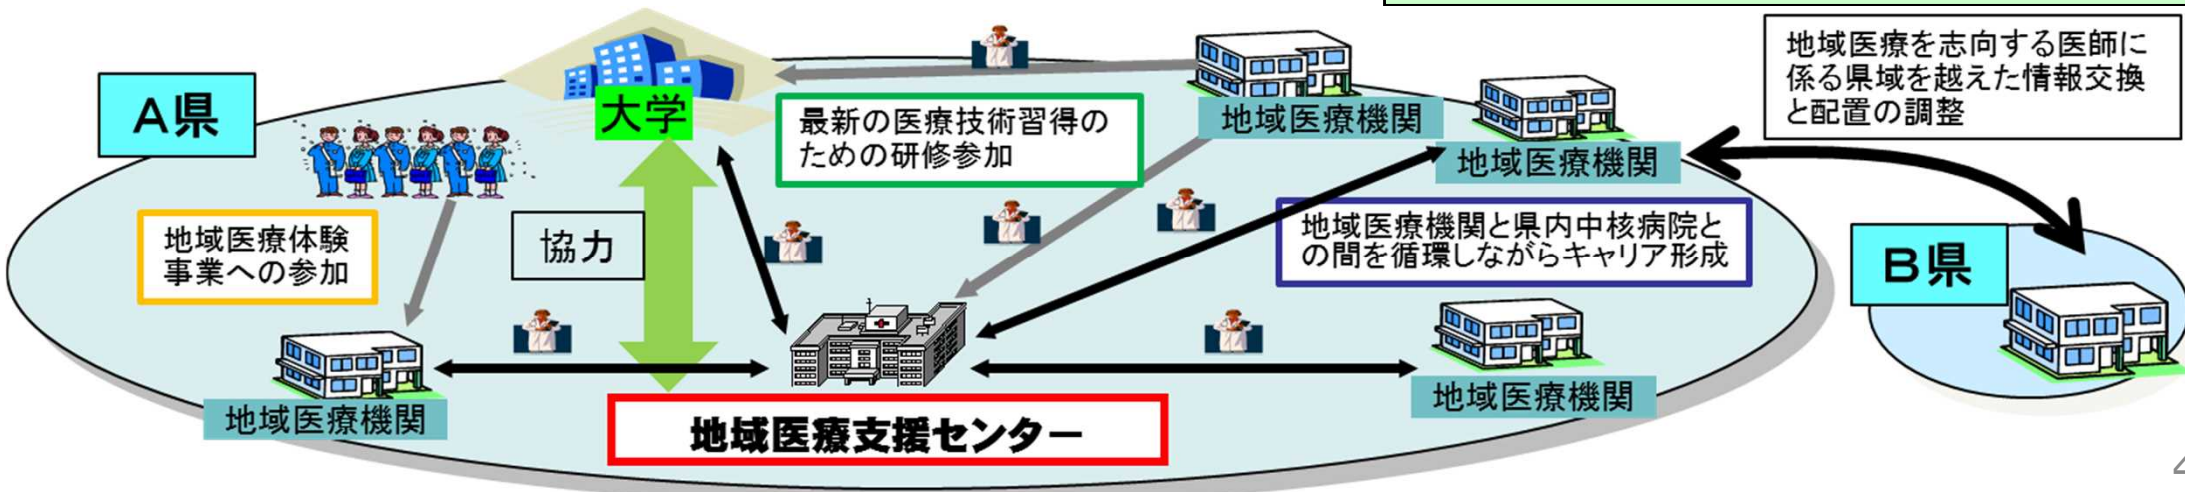 A県
大学
最新の医療技術習得の
ための研修参加
地域医療機関
地域医療機関
地域医療を志向する医師に
係る県域を越えた情報交換
と配置の調整
地域医療体験
事業への参加
協力
地域医療機関と県内中核病院と
の間を循環しながらキャリア形成
B県
地域医療機関
地域医療支援センター
地域医療機関